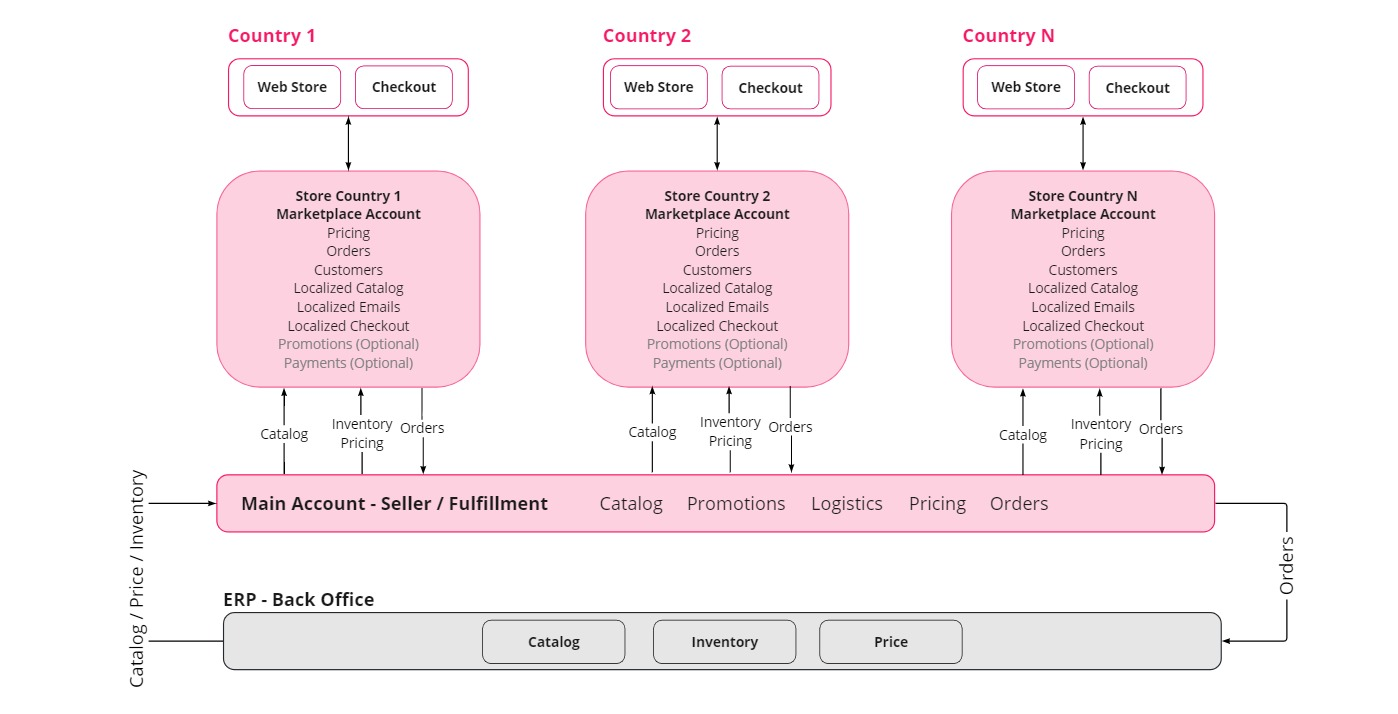 Country 1
Country 2
Country N
Web Store
Checkout
Web Store
Checkout
Web Store
Checkout
Store Country 1
Marketplace Account
Pricing
Orders
Customers
Localized Catalog
Localized Emails
Localized Checkout
Promotions (Optional)
Payments (Optional)
Store Country 2
Marketplace Account
Pricing
Orders
Customers
Localized Catalog
Localized Emails
Localized Checkout
Promotions (Optional)
Payments (Optional)
Store Country N
Marketplace Account
Pricing
Orders
Customers
Localized Catalog
Localized Emails
Localized Checkout
Promotions (Optional)
Payments (Optional)
Catalog
Inventory
Pricing
Orders
Catalog
Inventory
Pricing
Orders
Catalog
Inventory
Pricing
Orders
Main Account - Seller / Fulfillment
Catalog
Promotions
Logistics
Pricing
Orders
Catalog / Price / Inventory
Orders
ERP - Back Office
Catalog
Inventory
Price